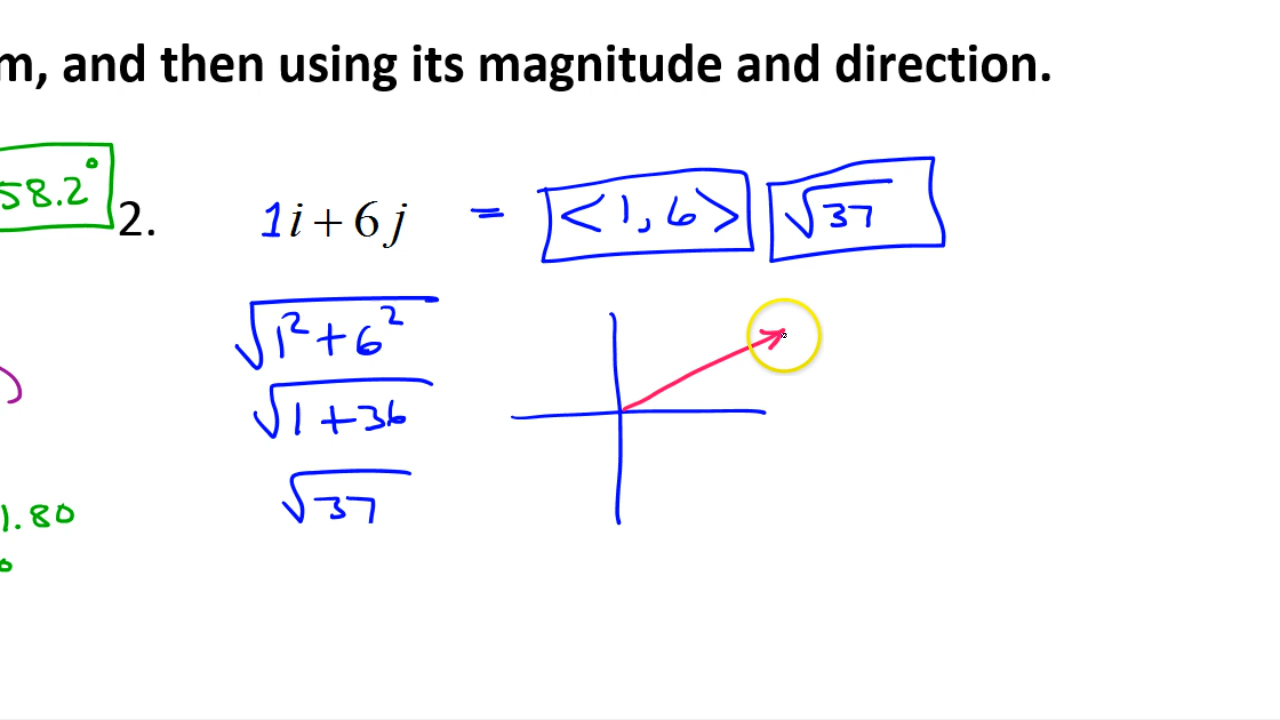 m, and then using its magnitude and direction.
58.2°
2. 1i + 6j = <1, 6> √37
√1² + 6²
√1 + 36
√37
1.80